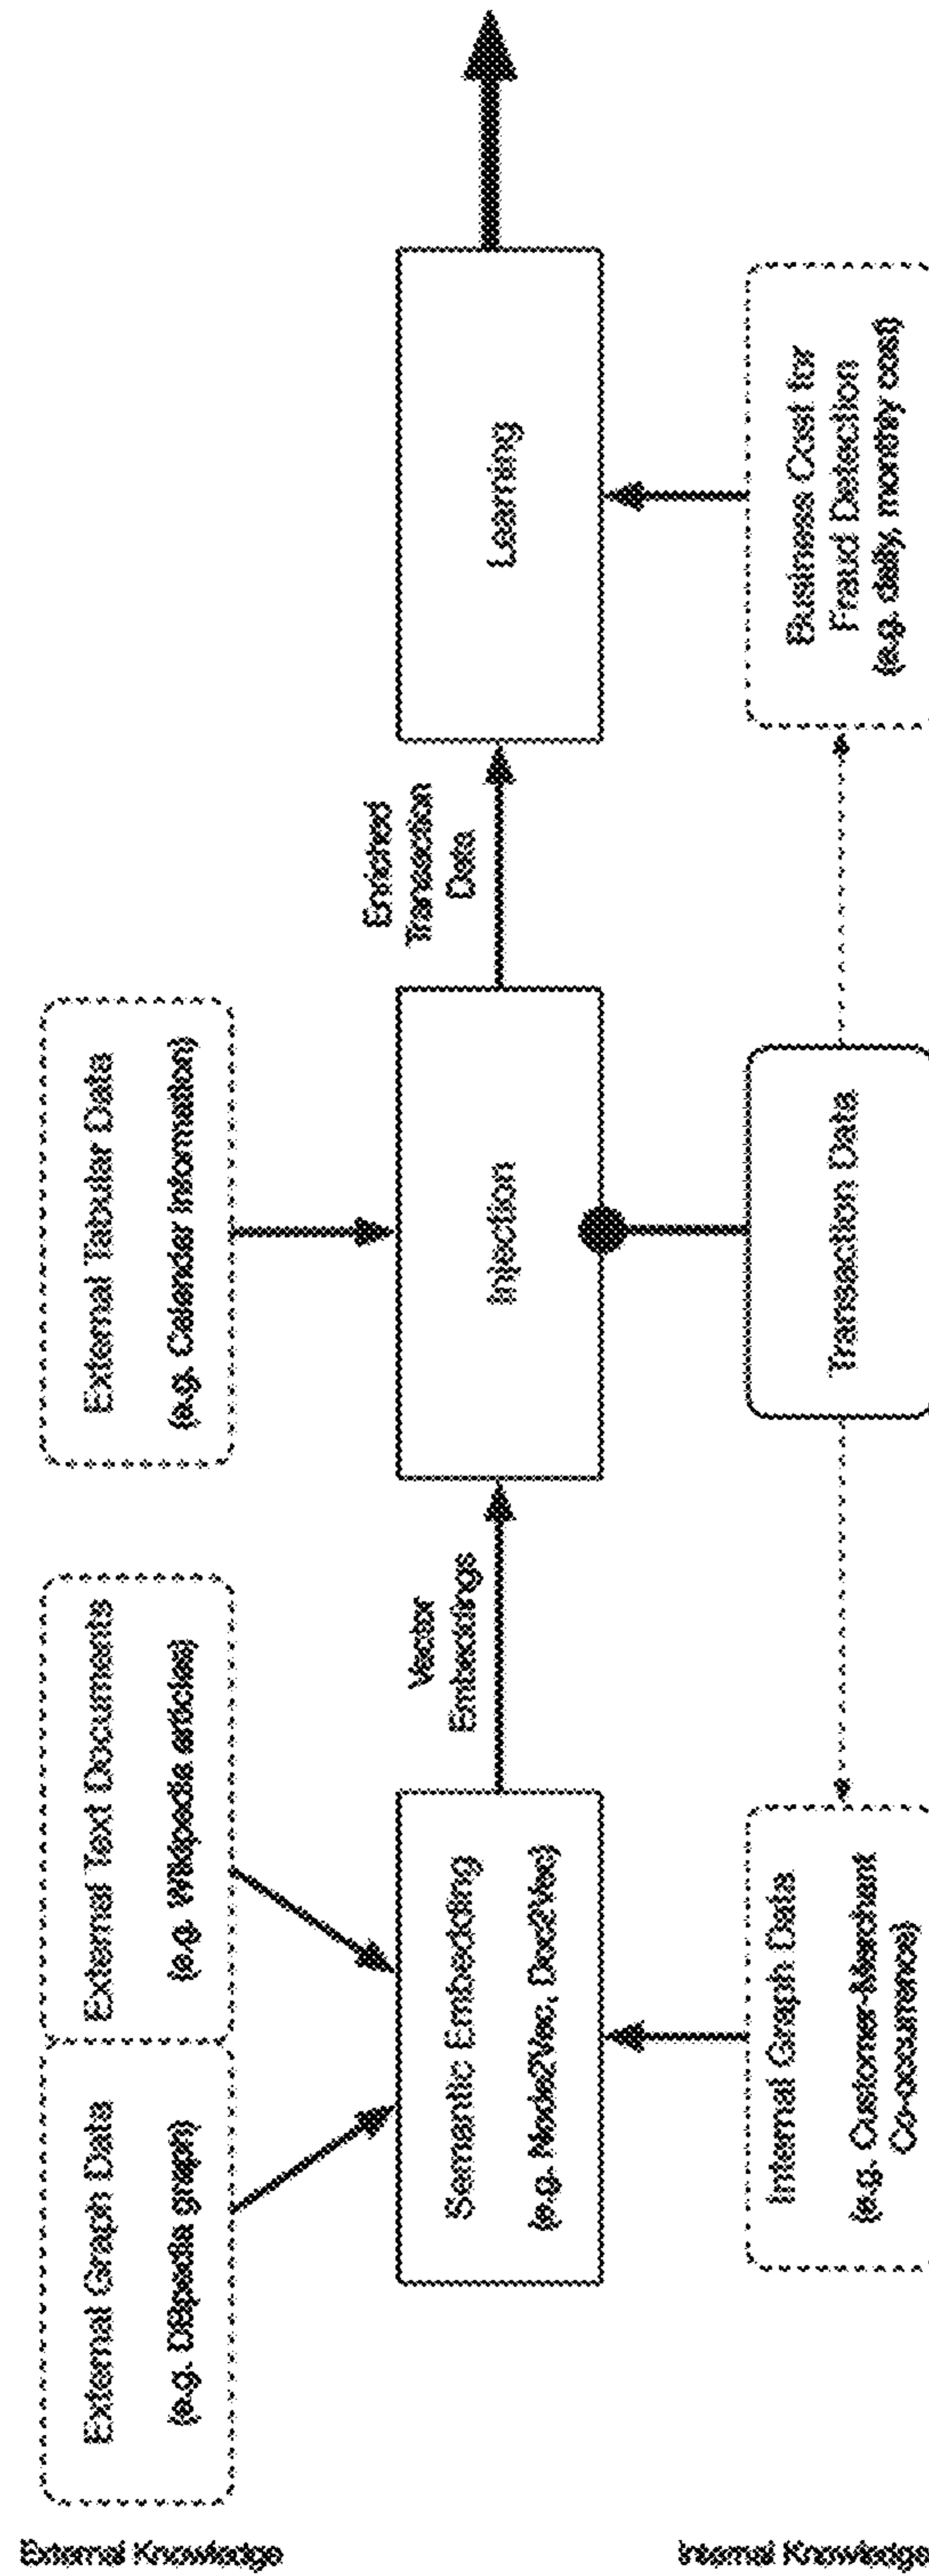 External Knowledge
External Graph Data
(e.g. DBpedia graph)
External Text Documents
(e.g. Wikipedia articles)
External Tabular Data
(e.g. Calender Information)
Semantic Embedding
(e.g. Node2Vec, Doc2Vec)
Vector
Embeddings
Injection
Enriched
Transaction
Data
Learning
Internal Knowledge
Internal Graph Data
(e.g. Customer-Merchant
Co-occurrence)
Transaction Data
Business Cost for
Fraud Detection
(e.g. daily, monthly cost)